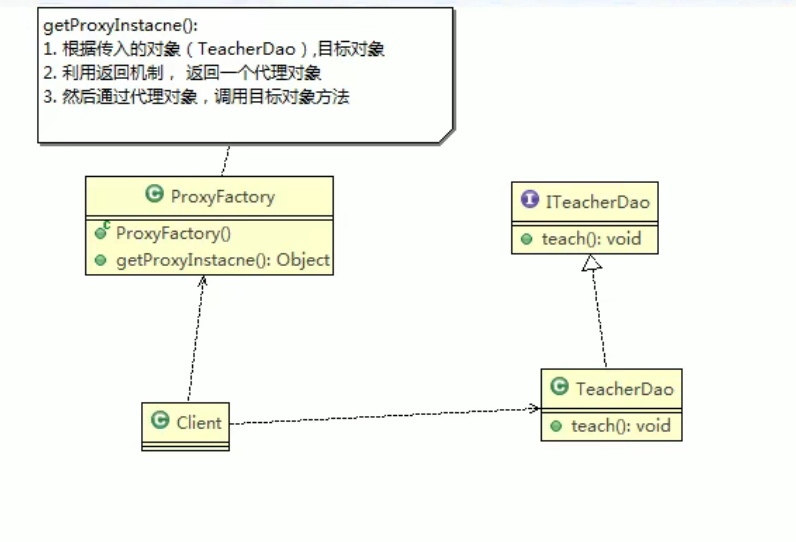 getProxyInstacne():
1. 根据传入的对象（TeacherDao）,目标对象
2. 利用返回机制， 返回一个代理对象
3. 然后通过代理对象，调用目标对象方法
C ProxyFactory
C ProxyFactory()
getProxyInstacne(): Object
I ITeacherDao
teach(): void
C Client
C TeacherDao
teach(): void